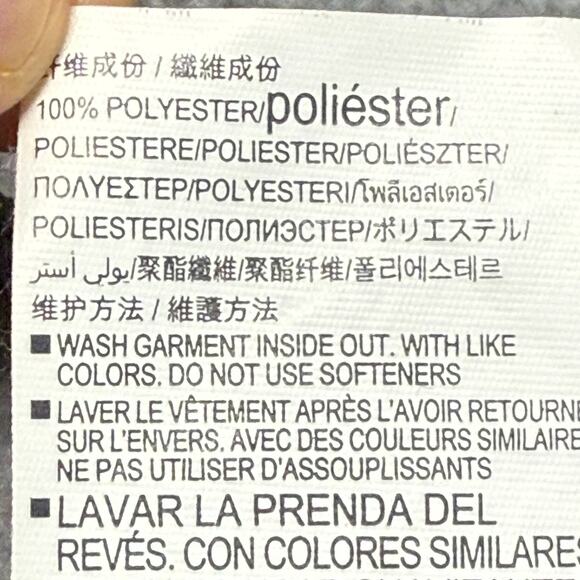 纤维成份 / 纖維成份
100% POLYESTER/poliéster/
POLIESTERE/POLIESTER/POLIÉSZTER/
ΠΟΛΥΕΣΤΕΡ/POLYESTERI/โพลีเอสเตอร์/
POLIESTERIS/ПОЛИЭСТЕР/ポリエステル/
بولي أستر/聚酯纖維/聚酯纤维/폴리에스테르
维护方法 / 維護方法
■ WASH GARMENT INSIDE OUT. WITH LIKE
COLORS. DO NOT USE SOFTENERS
■ LAVER LE VÊTEMENT APRÈS L'AVOIR RETOURNÉ
SUR L'ENVERS. AVEC DES COULEURS SIMILAIRE
NE PAS UTILISER D'ASSOUPLISSANTS
■ LAVAR LA PRENDA DEL
REVÉS. CON COLORES SIMILARES